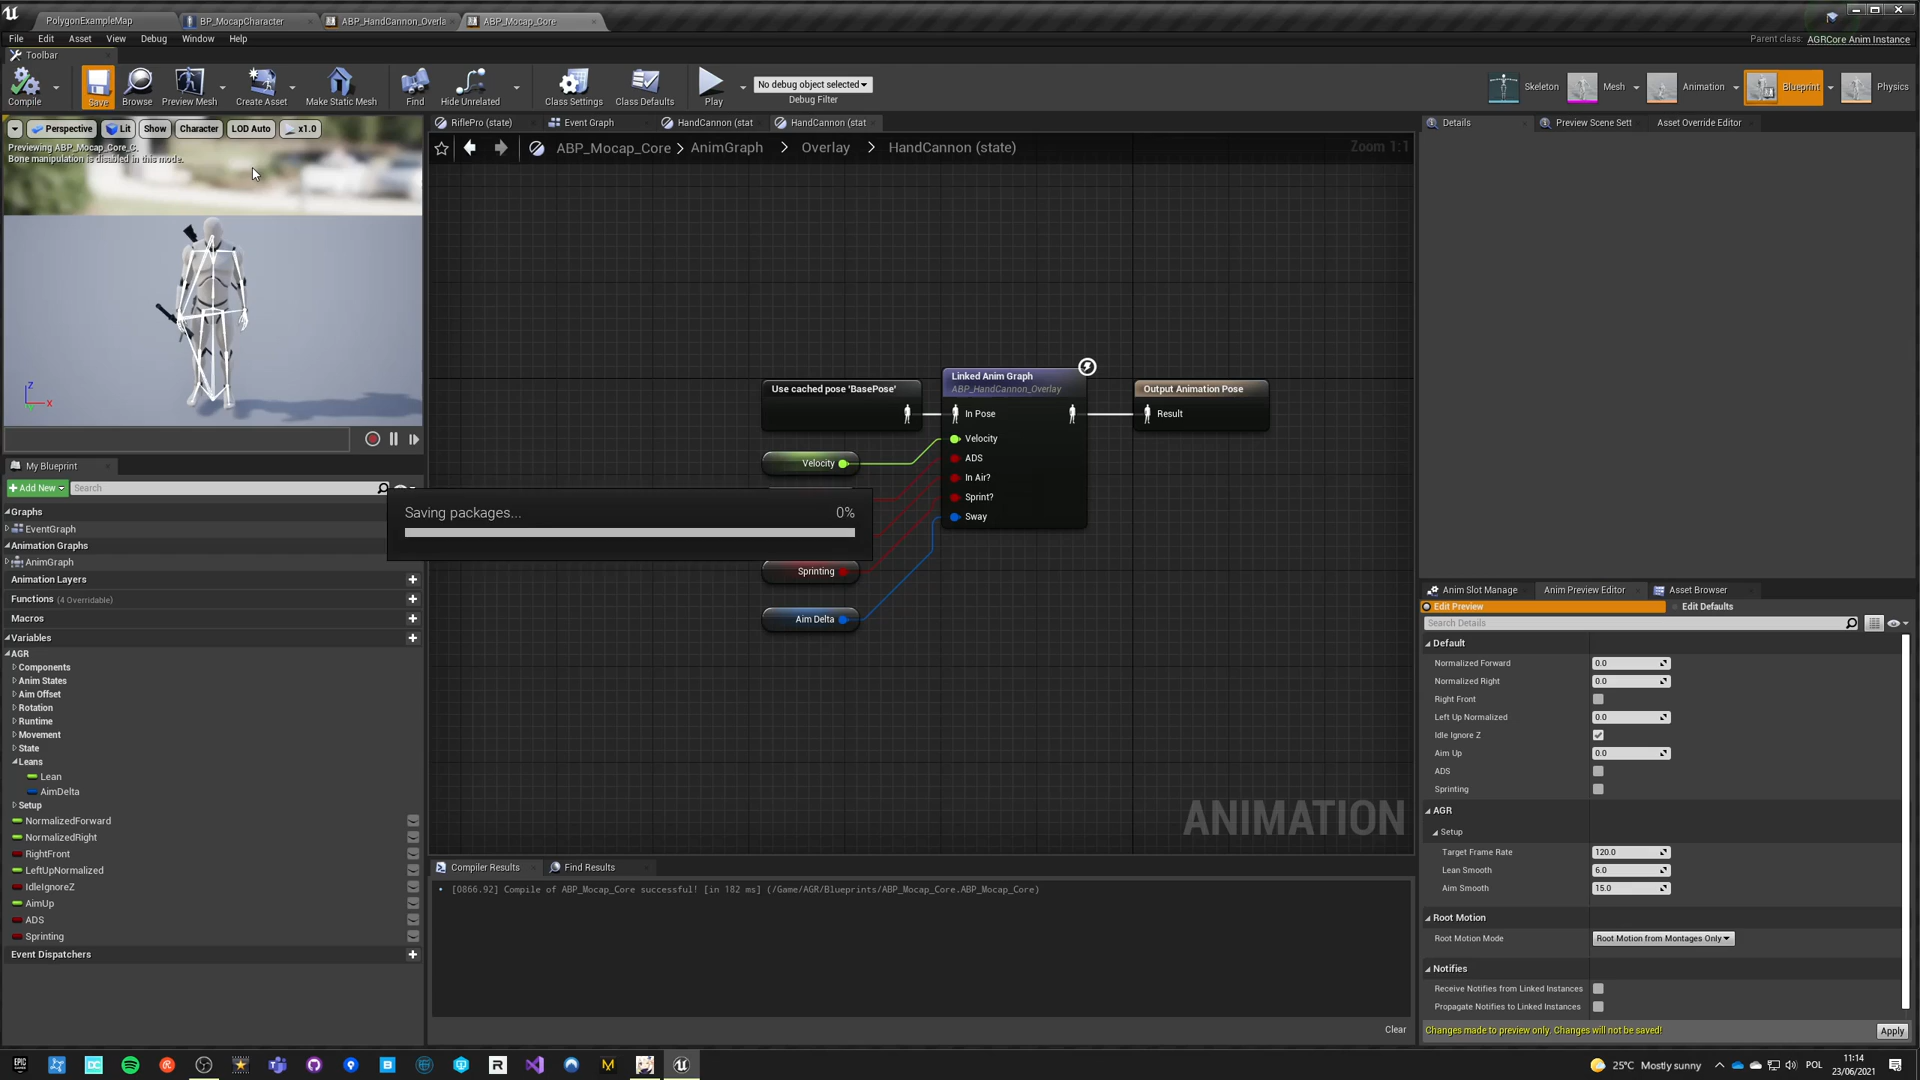 PolygonExampleMap
BP_MocapCharacter
ABP_HandCannon_Overla
ABP_Mocap_Core
File Edit Asset View Debug Window Help
Parent class: AGRCore Anim Instance
Toolbar
Compile
Save
Browse
Preview Mesh
Create Asset
Make Static Mesh
Find
Hide Unrelated
Class Settings
Class Defaults
Play
No debug object selected
Debug Filter
Skeleton
Mesh
Animation
Blueprint
Physics
Perspective
Lit
Show
Character
LOD Auto
x1.0
Previewing ABP_Mocap_Core_C.
Bone manipulation is disabled in this mode.
Z
X
RiflePro (state)
Event Graph
HandCannon (stat
HandCannon (stat
ABP_Mocap_Core > AnimGraph > Overlay > HandCannon (state)
Zoom 1:1
Use cached pose 'BasePose'
Linked Anim Graph
ABP_HandCannon_Overlay
In Pose
Velocity
ADS
In Air?
Sprint?
Sway
Output Animation Pose
Result
Velocity
Saving packages...
0%
Sprinting
Aim Delta
ANIMATION
My Blueprint
Add New
Search
Graphs
EventGraph
Animation Graphs
AnimGraph
Animation Layers
Functions (4 Overridable)
Macros
Variables
AGR
Components
Anim States
Aim Offset
Rotation
Runtime
Movement
State
Leans
Lean
AimDelta
Setup
NormalizedForward
NormalizedRight
RightFront
LeftUpNormalized
IdleIgnoreZ
AimUp
ADS
Sprinting
Event Dispatchers
Compiler Results
Find Results
[0866.92] Compile of ABP_Mocap_Core successful! [in 182 ms] (/Game/AGR/Blueprints/ABP_Mocap_Core.ABP_Mocap_Core)
Clear
Details
Preview Scene Sett
Asset Override Editor
Anim Slot Manage
Anim Preview Editor
Asset Browser
Edit Preview
Edit Defaults
Search Details
Default
Normalized Forward 0.0
Normalized Right 0.0
Right Front
Left Up Normalized 0.0
Idle Ignore Z
Aim Up 0.0
ADS
Sprinting
AGR
Setup
Target Frame Rate 120.0
Lean Smooth 6.0
Aim Smooth 15.0
Root Motion
Root Motion Mode Root Motion from Montages Only
Notifies
Receive Notifies from Linked Instances
Propagate Notifies to Linked Instances
Changes made to preview only. Changes will not be saved!
Apply
EPIC GAMES
DC
R
M
25°C Mostly sunny
POL
11:14
23/06/2021